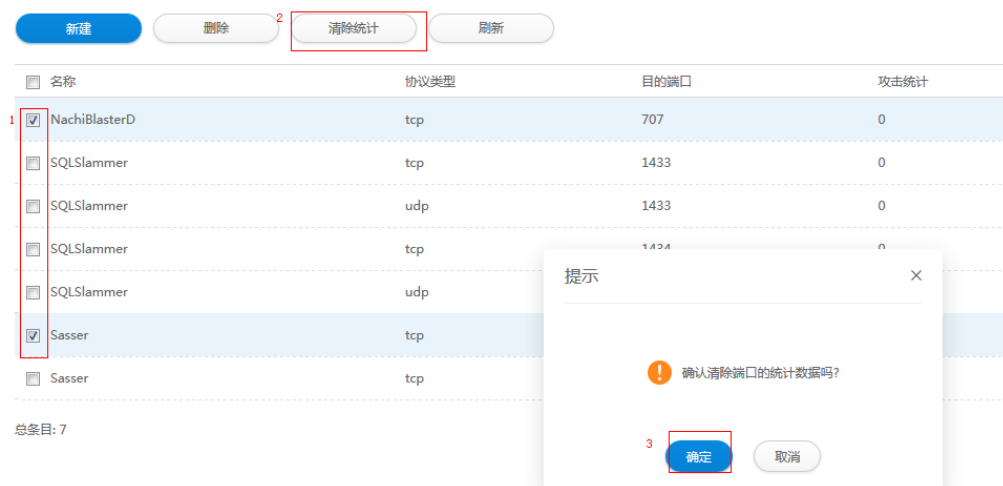 新建 删除 2 清除统计 刷新
名称 协议类型 目的端口 攻击统计
1 NachiBlasterD tcp 707 0
SQLSlammer tcp 1433 0
SQLSlammer udp 1433 0
SQLSlammer tcp 1434 0
提示
SQLSlammer udp
Sasser tcp
确认清除端口的统计数据吗?
Sasser tcp
总条目: 7
3 确定 取消